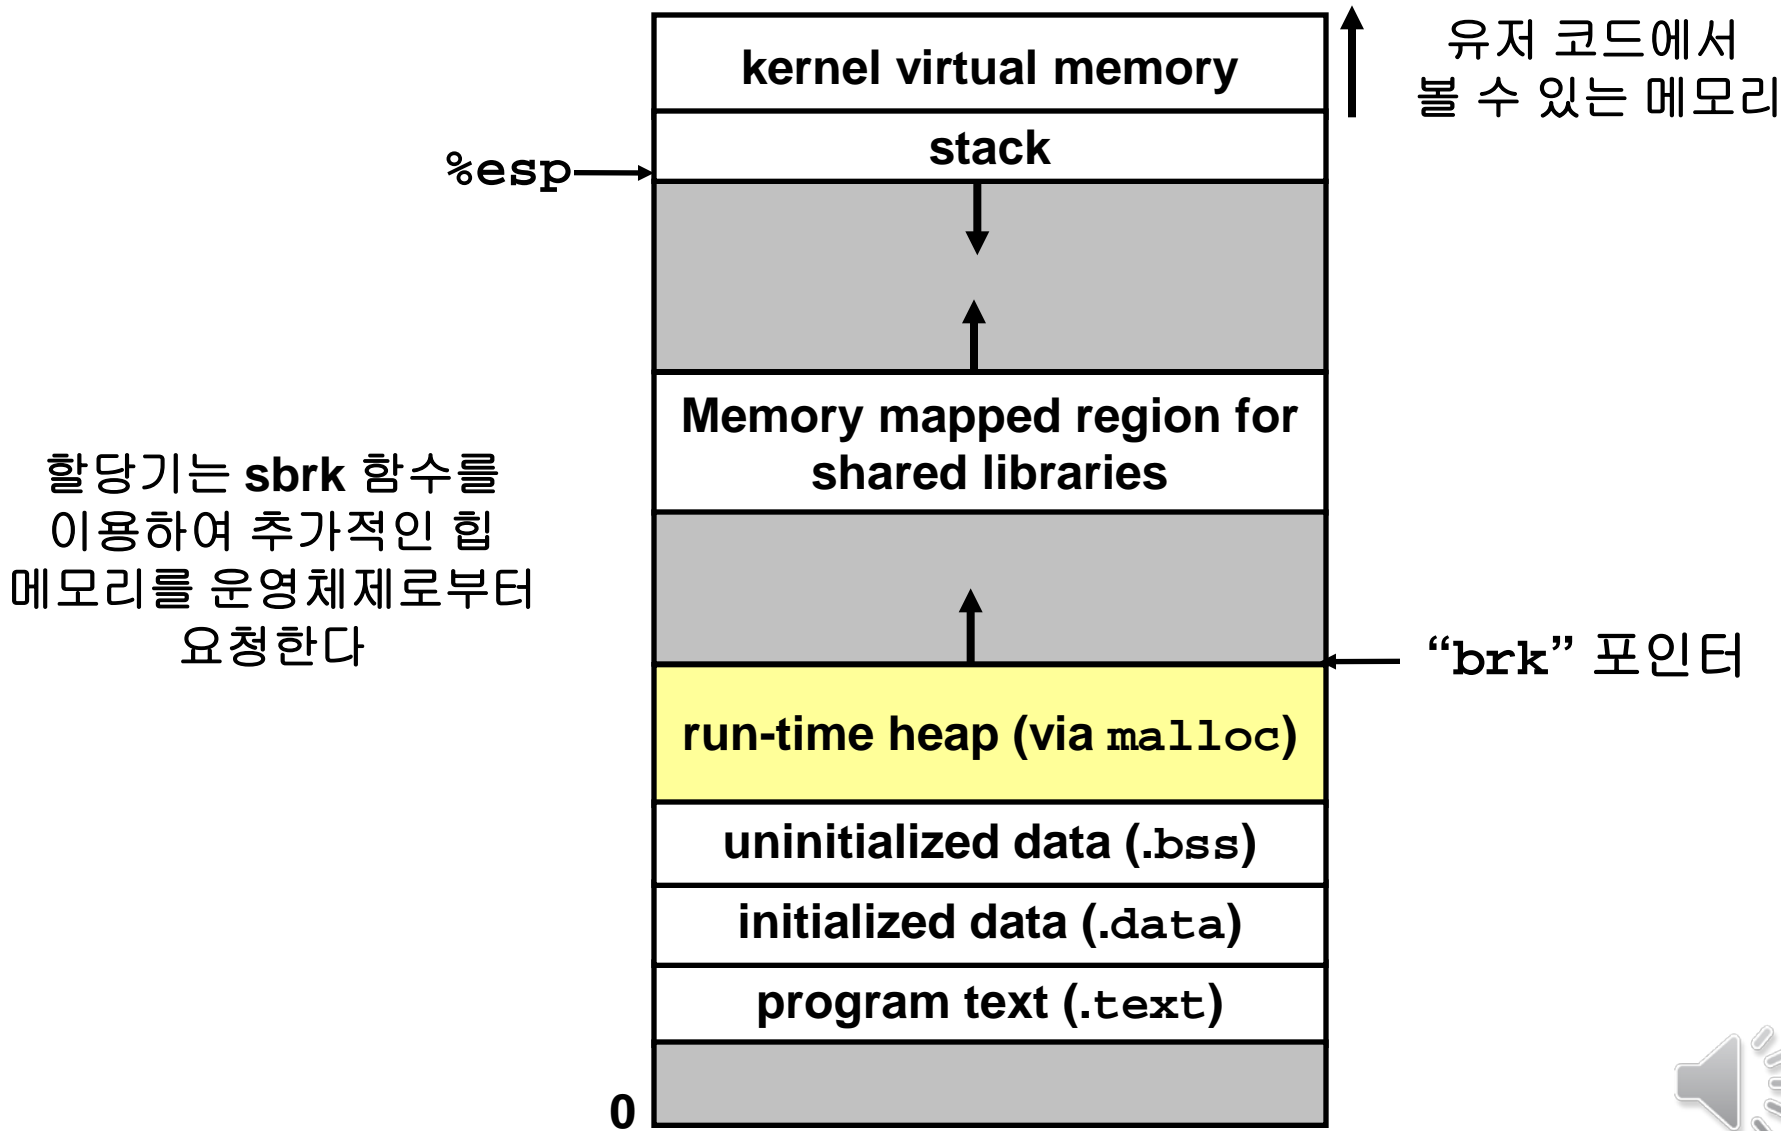 kernel virtual memory
유저 코드에서
볼 수 있는 메모리
stack
%esp
Memory mapped region for
shared libraries
할당기는 sbrk 함수를
이용하여 추가적인 힙
메모리를 운영체제로부터
요청한다
“brk” 포인터
run-time heap (via malloc)
uninitialized data (.bss)
initialized data (.data)
program text (.text)
0